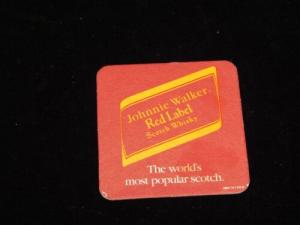 Johnnie Walker
Red Label
Scotch Whisky
The world's
most popular scotch.